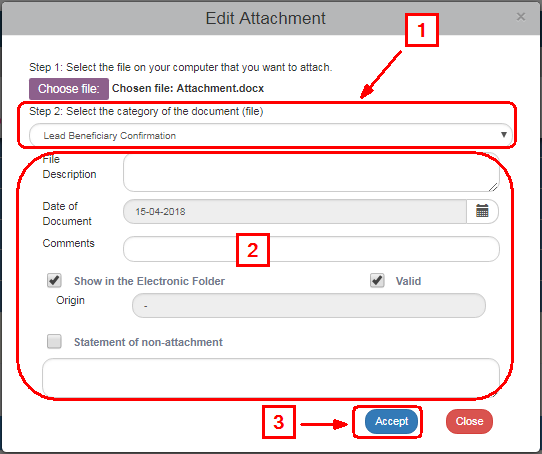 Edit Attachment
×
1
Step 1: Select the file on your computer that you want to attach.
Choose file: Chosen file: Attachment.docx
Step 2: Select the category of the document (file)
Lead Beneficiary Confirmation
File
Description
Date of
Document
15-04-2018
Comments
2
Show in the Electronic Folder
Valid
Origin
-
Statement of non-attachment
3
Accept
Close